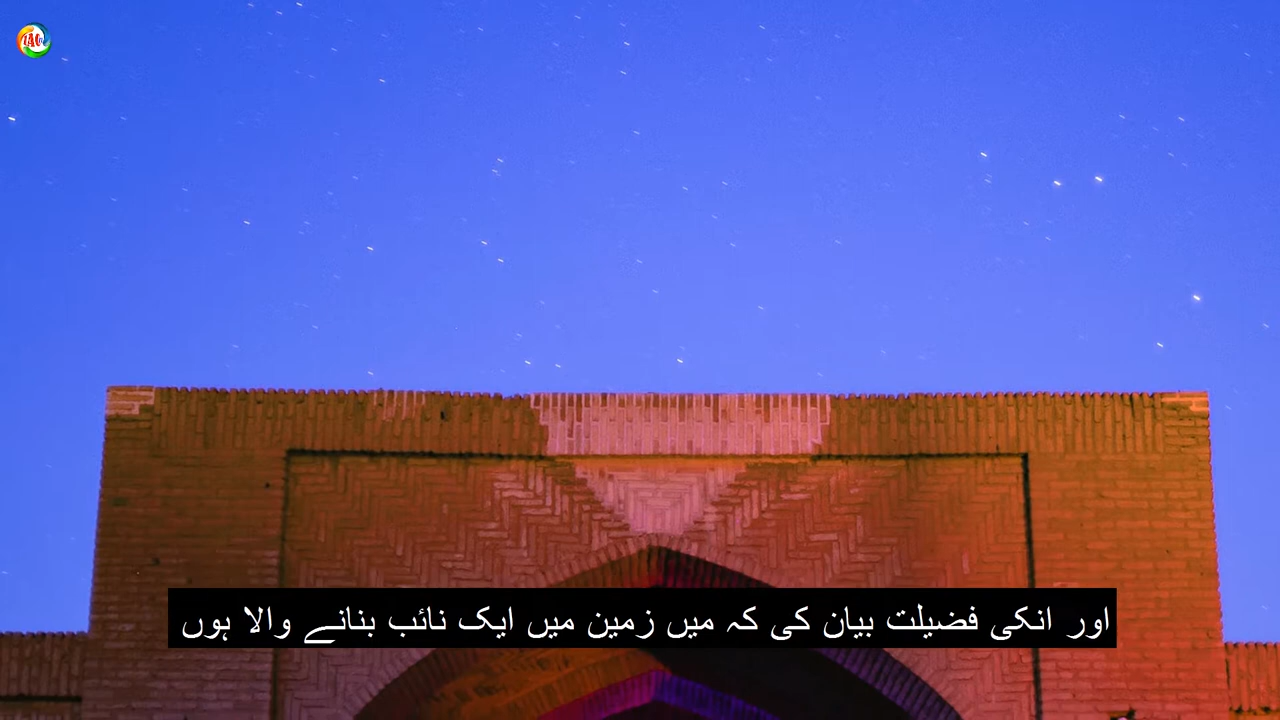 اور انکی فضیلت بیان کی کہ میں زمین میں ایک نائب بنانے والا ہوں